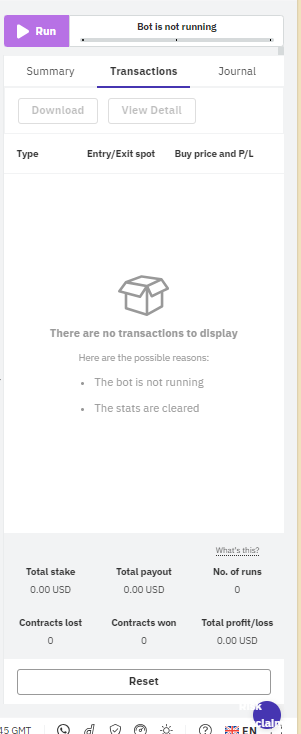 Run
Bot is not running
Summary Transactions Journal
Download View Detail
Type Entry/Exit spot Buy price and P/L
There are no transactions to display
Here are the possible reasons:
• The bot is not running
• The stats are cleared
What's this?
Total stake Total payout No. of runs
0.00 USD 0.00 USD 0
Contracts lost Contracts won Total profit/loss
0 0 0.00 USD
Reset
45 GMT EN